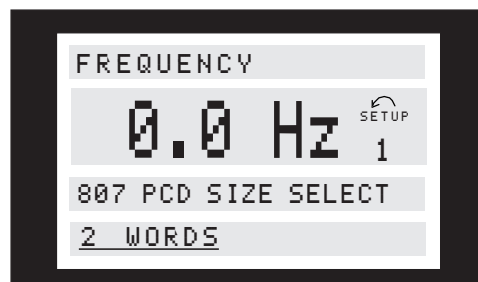 FREQUENCY
0.0 Hz
SETUP
1
807 PCD SIZE SELECT
2 WORDS